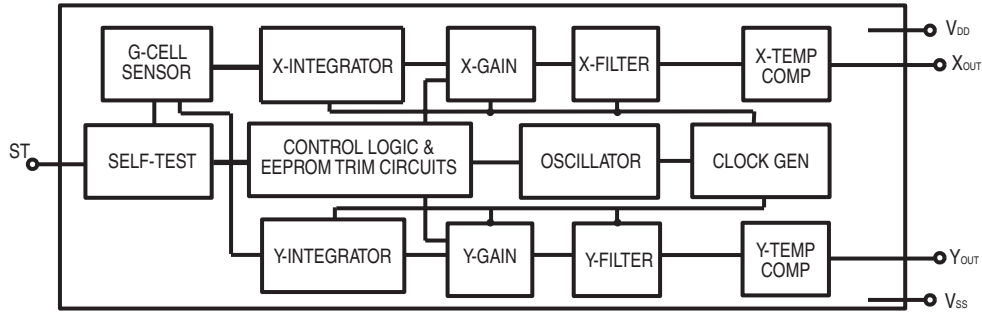 G-CELL
SENSOR
X-INTEGRATOR
X-GAIN
X-FILTER
X-TEMP
COMP
VDD
XOUT
ST
SELF-TEST
CONTROL LOGIC &
EEPROM TRIM CIRCUITS
OSCILLATOR
CLOCK GEN
Y-INTEGRATOR
Y-GAIN
Y-FILTER
Y-TEMP
COMP
YOUT
VSS